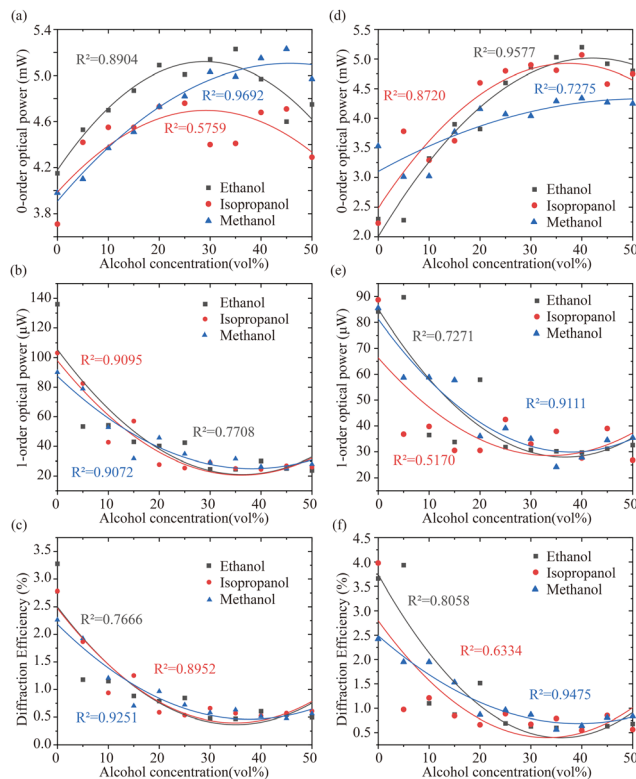 (a)
5.4
5.0
4.6
4.2
3.8
0-order optical power (mW)
R²=0.8904
R²=0.9692
R²=0.5759
Ethanol
Isopropanol
Methanol
0 10 20 30 40 50
Alcohol concentration(vol%)
(d)
5.5
5.0
4.5
4.0
3.5
3.0
2.5
2.0
0-order optical power (mW)
R²=0.9577
R²=0.8720
R²=0.7275
Ethanol
Isopropanol
Methanol
0 10 20 30 40 50
Alcohol concentration(vol%)
(b)
140
120
100
80
60
40
20
1-order optical power (μW)
Ethanol
Isopropanol
Methanol
R²=0.9095
R²=0.7708
R²=0.9072
0 10 20 30 40 50
Alcohol concentration(vol%)
(e)
90
80
70
60
50
40
30
20
1-order optical power (μW)
Ethanol
Isopropanol
Methanol
R²=0.7271
R²=0.9111
R²=0.5170
0 10 20 30 40 50
Alcohol concentration(vol%)
(c)
3.5
3.0
2.5
2.0
1.5
1.0
0.5
0.0
Diffraction Efficiency (%)
Ethanol
Isopropanol
Methanol
R²=0.7666
R²=0.8952
R²=0.9251
0 10 20 30 40 50
Alcohol concentration(vol%)
(f)
4.5
4.0
3.5
3.0
2.5
2.0
1.5
1.0
0.5
0.0
Diffraction Efficiency (%)
Ethanol
Isopropanol
Methanol
R²=0.8058
R²=0.6334
R²=0.9475
0 10 20 30 40 50
Alcohol concentration(vol%)